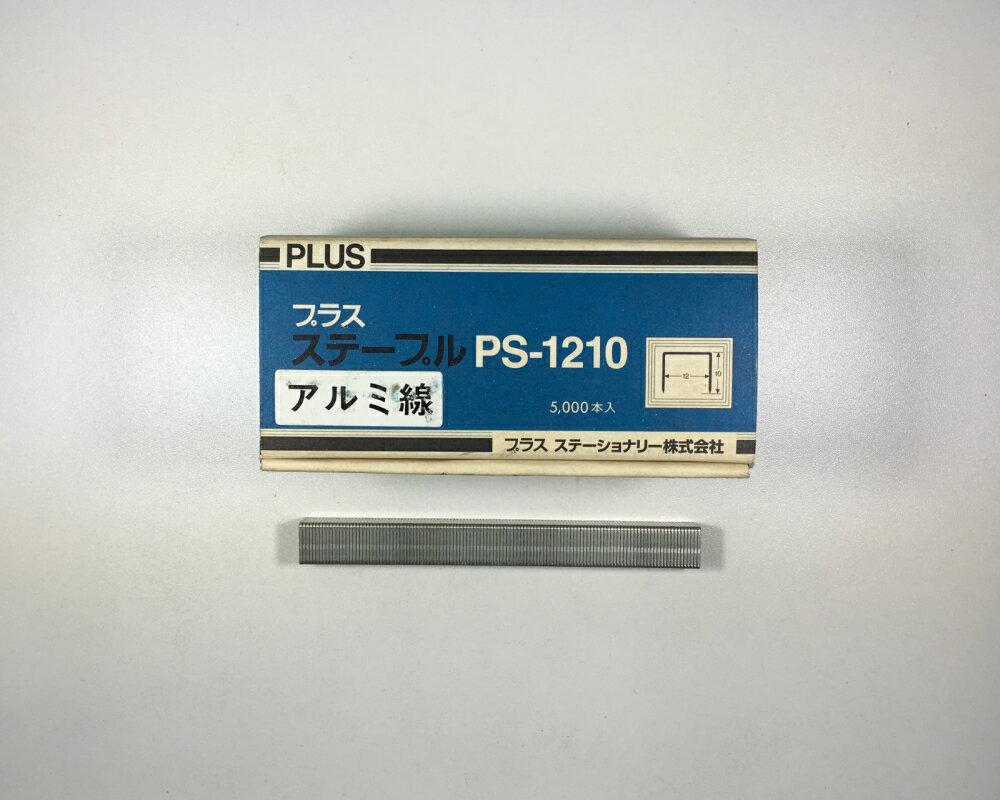 PLUS
プラス
ステープル PS-1210
12
10
アルミ線
5,000本入
プラス ステーショナリー株式会社